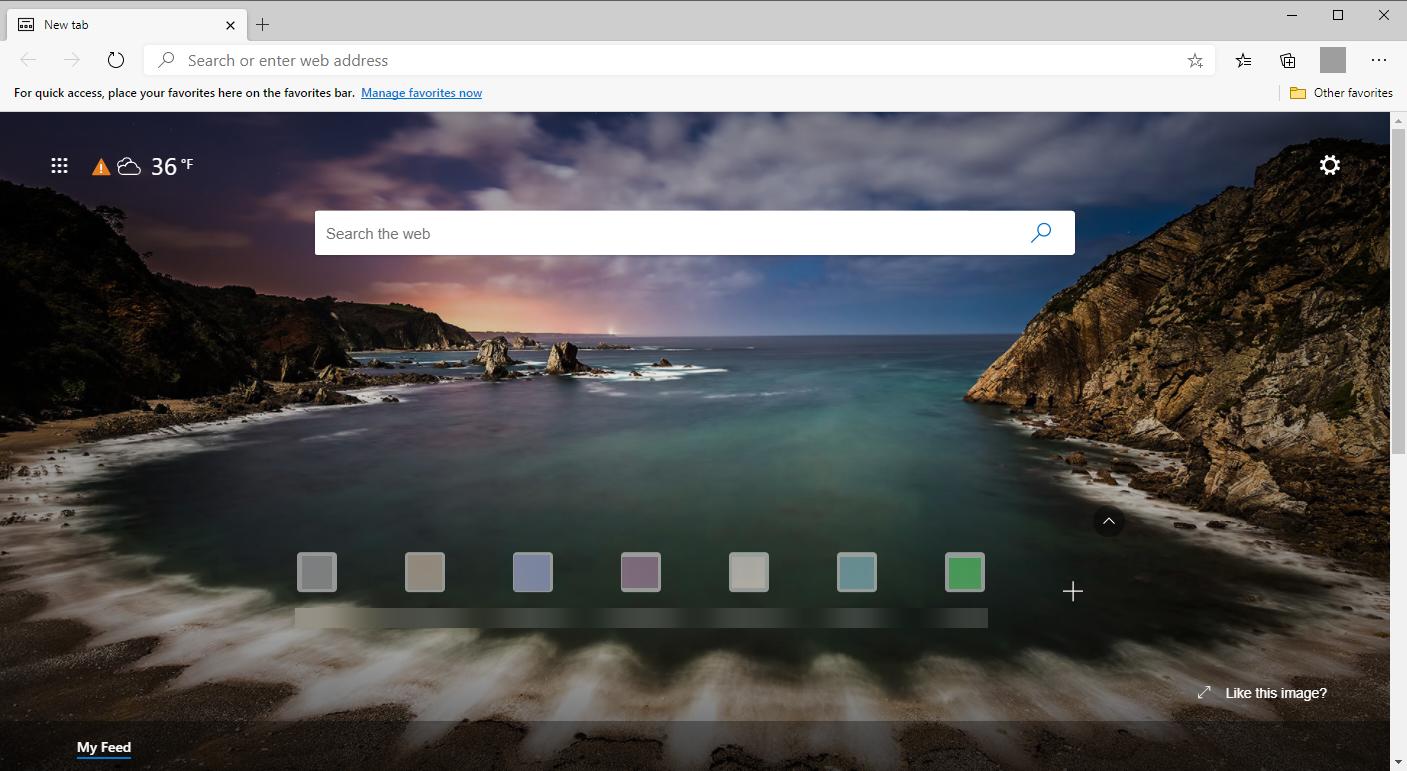 New tab
Search or enter web address
For quick access, place your favorites here on the favorites bar. Manage favorites now
Other favorites
36 °F
Search the web
Like this image?
My Feed